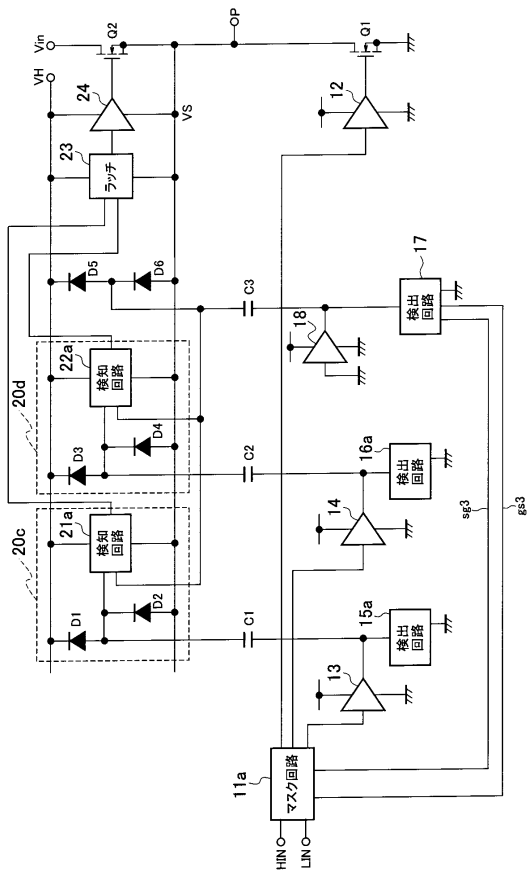 HIN
LIN
11a
マスク回路
20c
20d
VH
Vin
D1
D2
21a
検知
回路
D3
D4
22a
検知
回路
D5
D6
23
ラッチ
24
VS
Q2
OP
Q1
C1
C2
C3
13
15a
検出回路
14
16a
検出回路
18
17
検出
回路
12
sg3
gs3